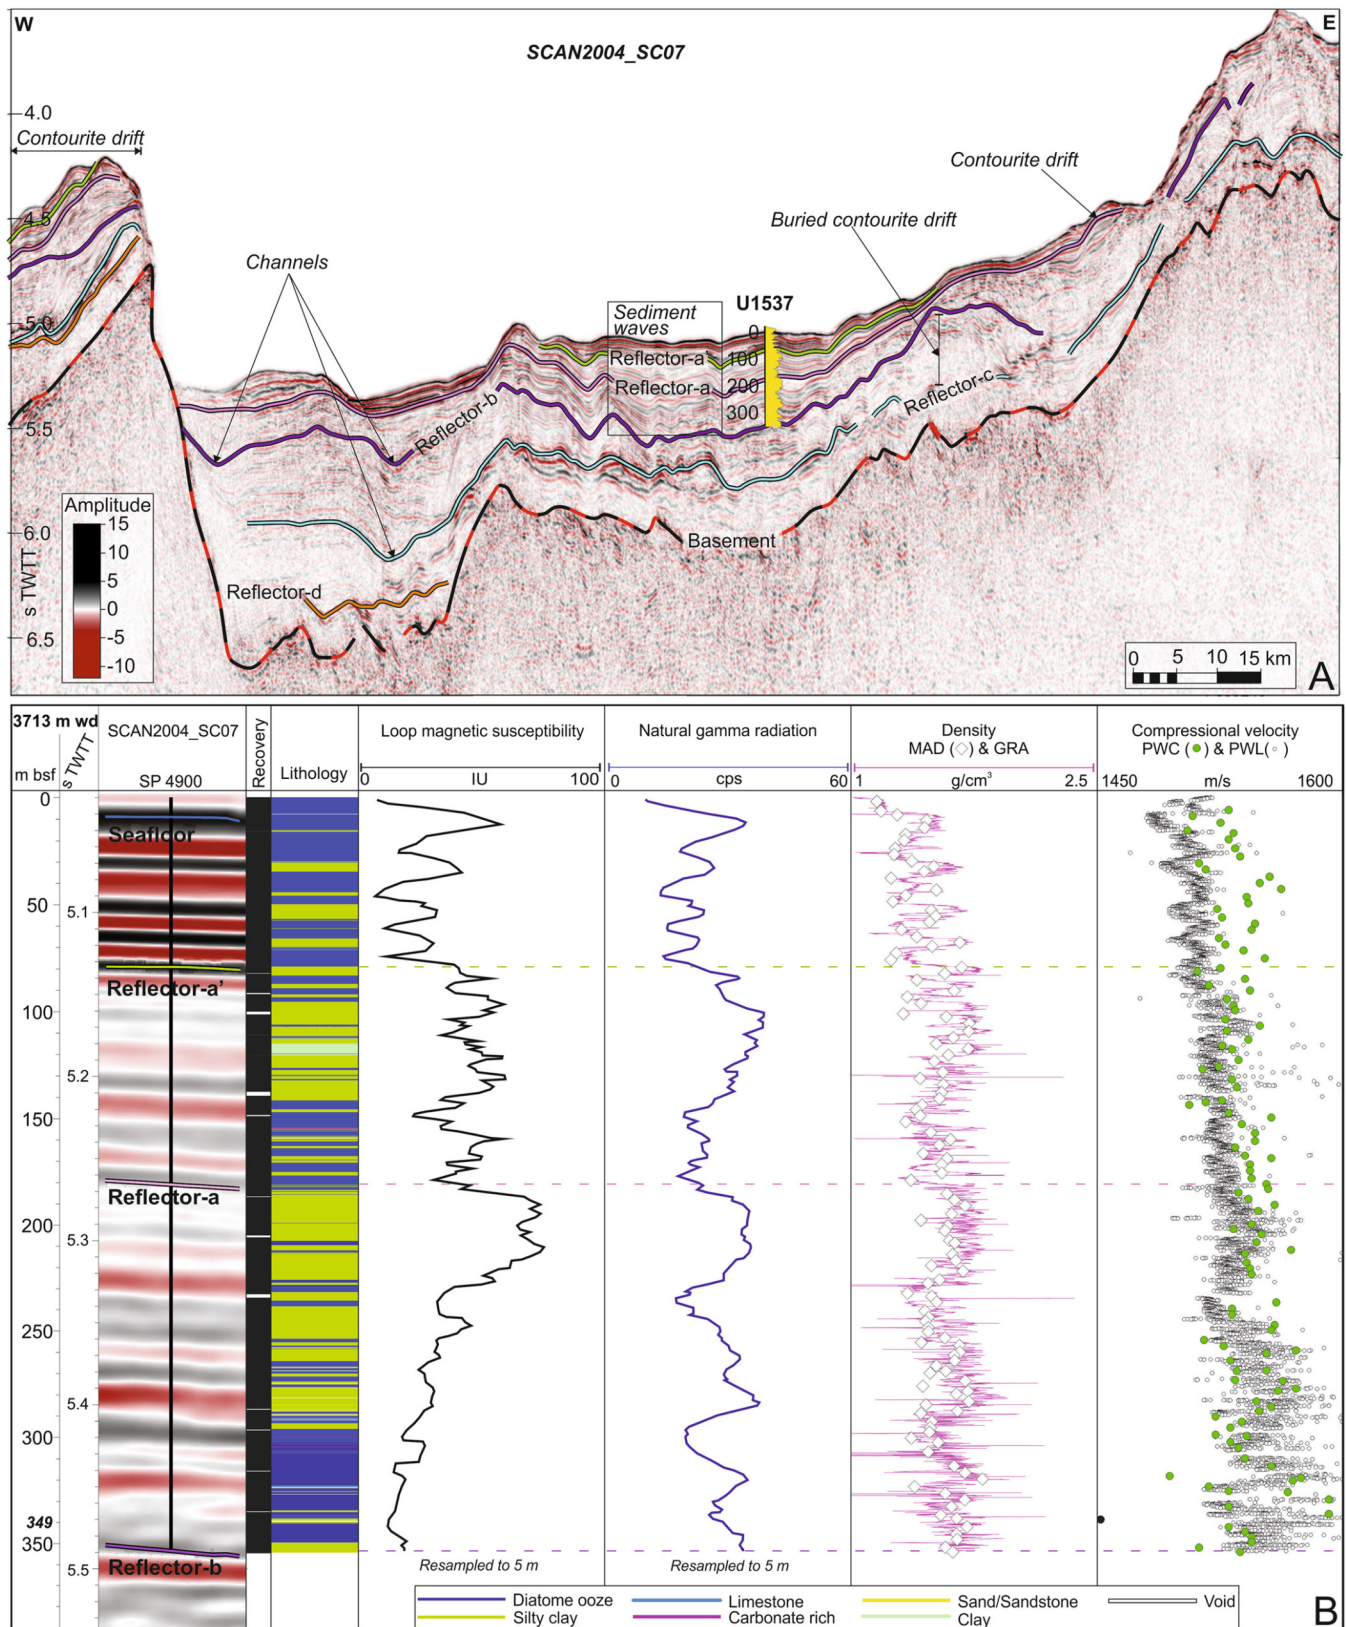 W
E
SCAN2004_SC07
4.0
Contourite drift
Contourite drift
4.5
Buried contourite drift
Channels
U1537
Sediment
waves
5.0
0
Reflector-a'
100
Reflector-a
200
Reflector-c
300
Reflector-b
5.5
Amplitude
15
10
5
0
-5
-10
6.0
s TWTT
Basement
Reflector-d
6.5
0 5 10 15 km
A
3713 m wd
SCAN2004_SC07
Recovery
Loop magnetic susceptibility
Natural gamma radiation
Density
MAD ( ) & GRA
Compressional velocity
PWC ( ) & PWL( )
m bsf
s TWTT
SP 4900
Lithology
0 IU 100
0 cps 60
1 g/cm³ 2.5
1450 m/s 1600
0
Seafloor
50
5.1
Reflector-a'
100
5.2
150
Reflector-a
200
5.3
250
5.4
300
349
350
Reflector-b
5.5
Resampled to 5 m
Resampled to 5 m
Diatome ooze
Limestone
Sand/Sandstone
Void
Silty clay
Carbonate rich
Clay
B